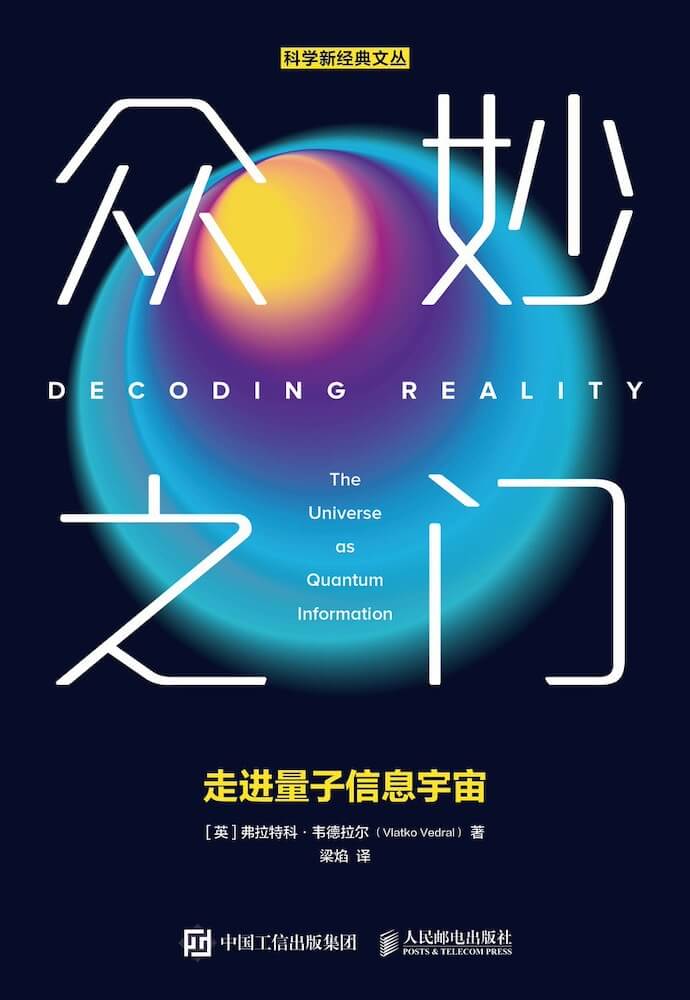 科学新经典文丛
众妙
DECODING REALITY
之门
The
Universe
as
Quantum
Information
走进量子信息宇宙
[英]弗拉特科·韦德拉尔（Vlatko Vedral）著
梁焰 译
中国工信出版集团 人民邮电出版社
POSTS & TELECOM PRESS